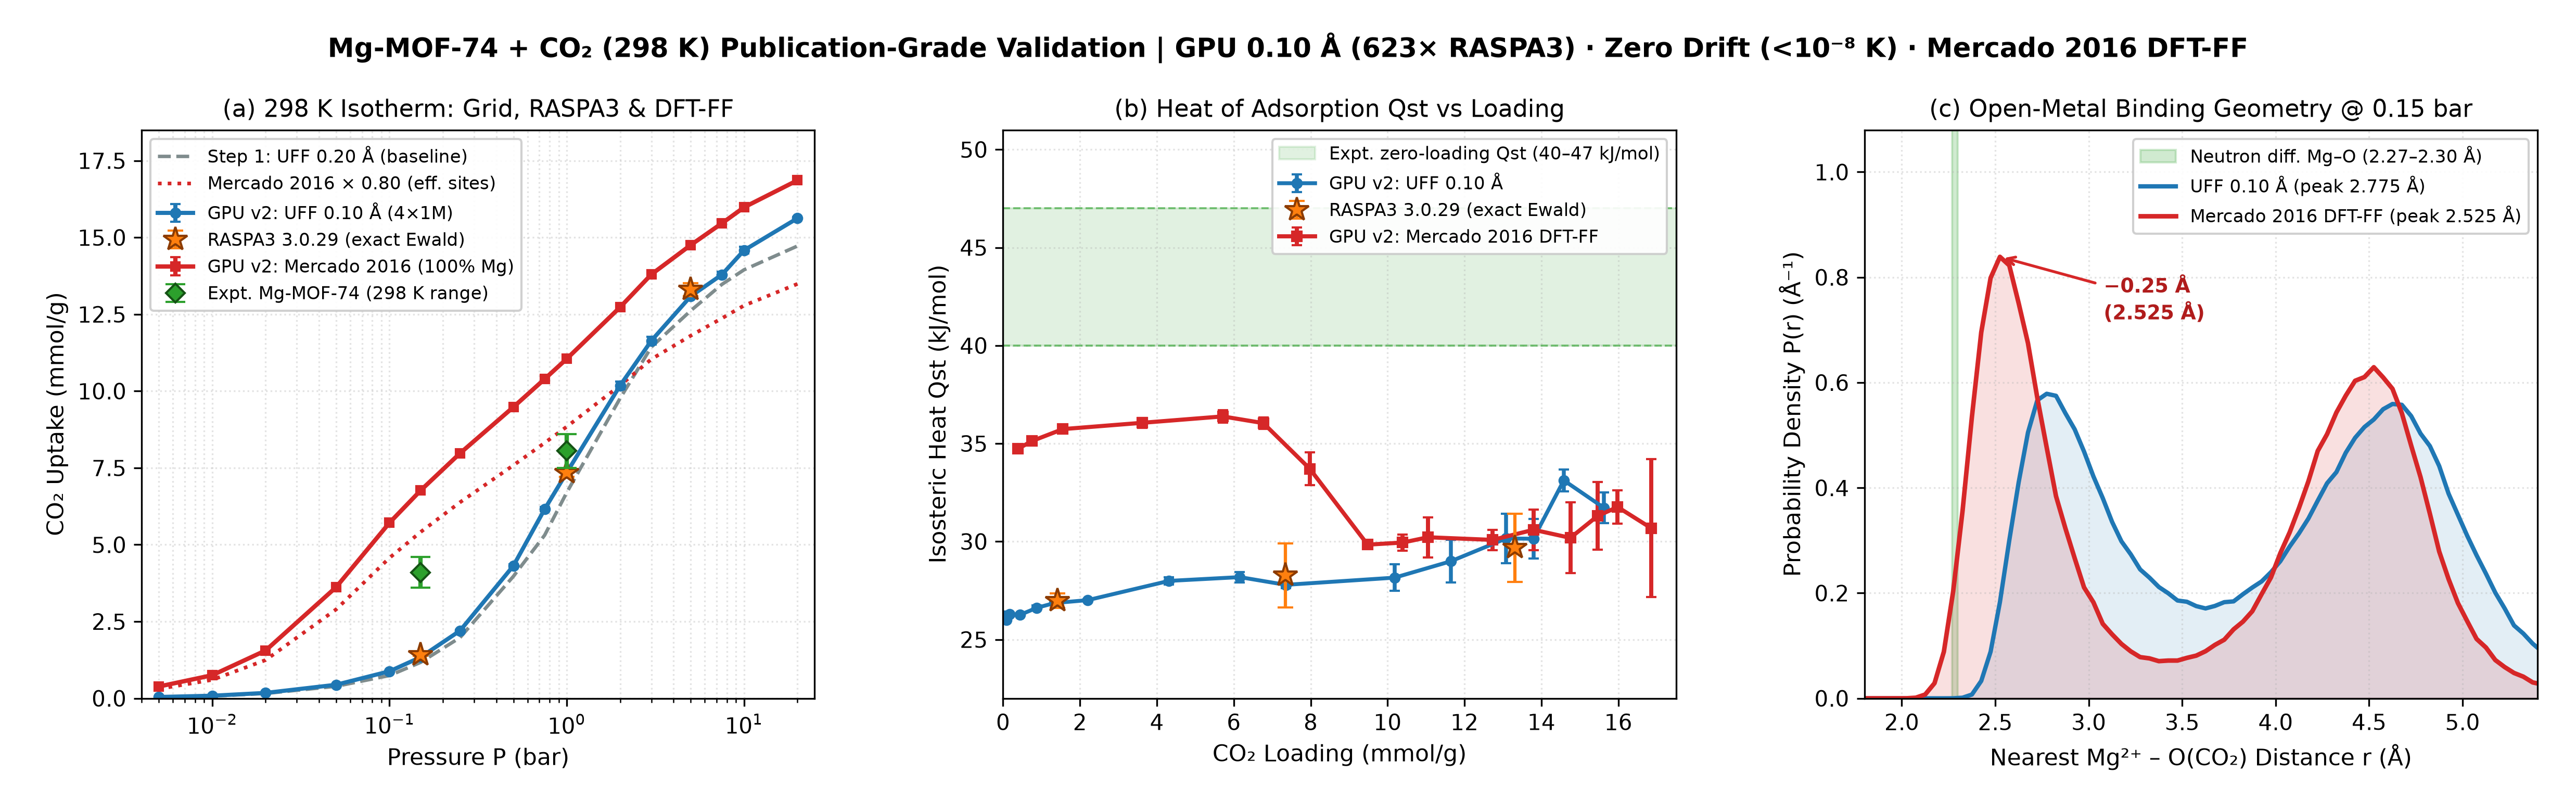 Mg-MOF-74 + CO₂ (298 K) Publication-Grade Validation | GPU 0.10 Å (623× RASPA3) · Zero Drift (<10⁻⁸ K) · Mercado 2016 DFT-FF
(a) 298 K Isotherm: Grid, RASPA3 & DFT-FF
Step 1: UFF 0.20 Å (baseline)
Mercado 2016 × 0.80 (eff. sites)
GPU v2: UFF 0.10 Å (4×1M)
RASPA3 3.0.29 (exact Ewald)
GPU v2: Mercado 2016 (100% Mg)
Expt. Mg-MOF-74 (298 K range)
CO₂ Uptake (mmol/g)
17.5
15.0
12.5
10.0
7.5
5.0
2.5
0.0
10⁻²
10⁻¹
10⁰
10¹
Pressure P (bar)
(b) Heat of Adsorption Qst vs Loading
Expt. zero-loading Qst (40–47 kJ/mol)
GPU v2: UFF 0.10 Å
RASPA3 3.0.29 (exact Ewald)
GPU v2: Mercado 2016 DFT-FF
Isosteric Heat Qst (kJ/mol)
50
45
40
35
30
25
0
2
4
6
8
10
12
14
16
CO₂ Loading (mmol/g)
(c) Open-Metal Binding Geometry @ 0.15 bar
Neutron diff. Mg–O (2.27–2.30 Å)
UFF 0.10 Å (peak 2.775 Å)
Mercado 2016 DFT-FF (peak 2.525 Å)
−0.25 Å
(2.525 Å)
Probability Density P(r) (Å⁻¹)
1.0
0.8
0.6
0.4
0.2
0.0
2.0
2.5
3.0
3.5
4.0
4.5
5.0
Nearest Mg²⁺ – O(CO₂) Distance r (Å)